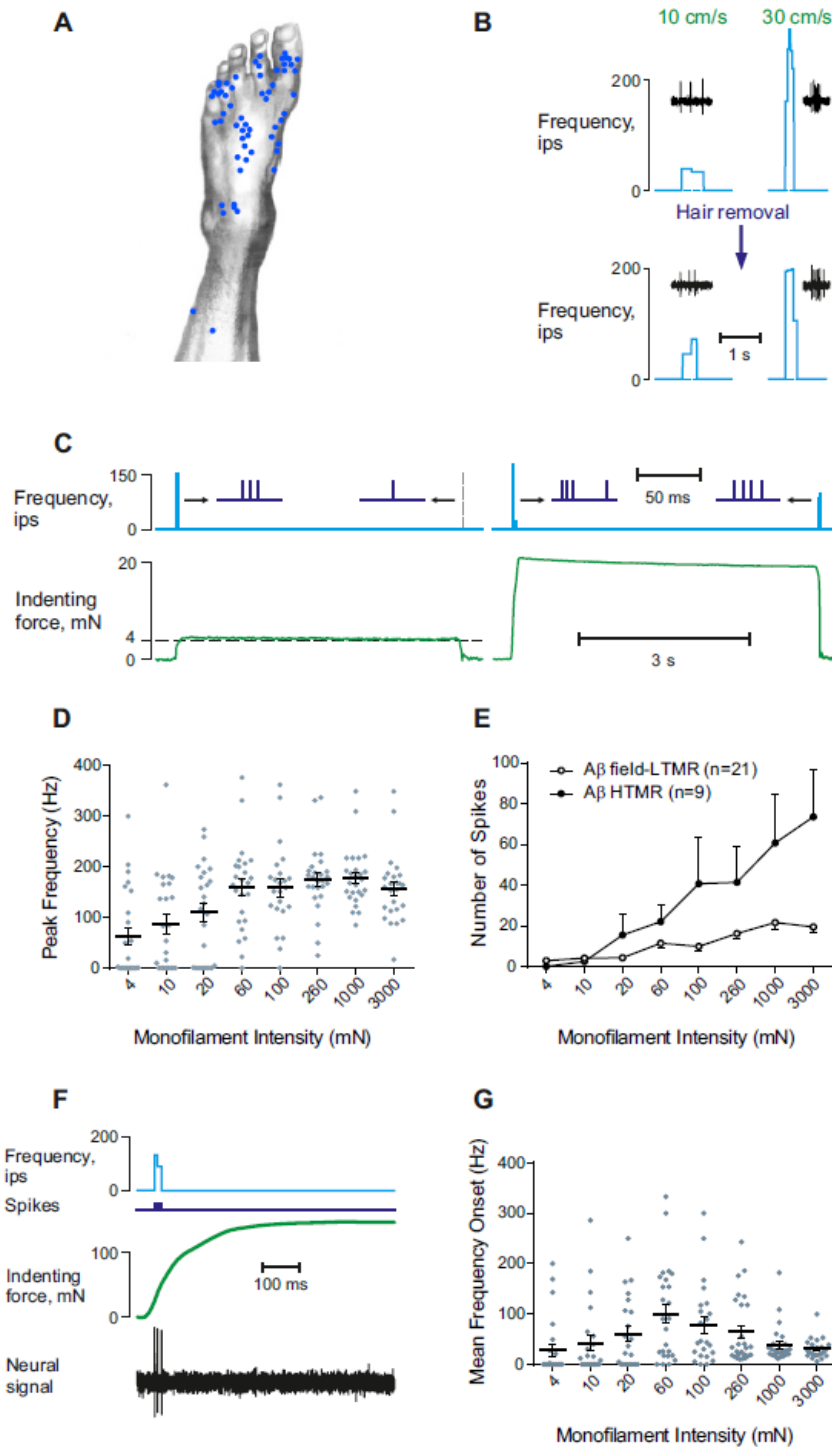 A
B
10 cm/s 30 cm/s
200
Frequency,
ips
0
Hair removal
200
Frequency,
ips
1 s
0
C
150
Frequency,
ips
0
50 ms
20
Indenting
force, mN
4
0
3 s
D
400
300
200
100
0
Peak Frequency (Hz)
4 10 20 60 100 260 1000 3000
Monofilament Intensity (mN)
E
100
80
60
40
20
0
Number of Spikes
Aβ field-LTMR (n=21)
Aβ HTMR (n=9)
4 10 20 60 100 260 1000 3000
Monofilament Intensity (mN)
F
200
Frequency,
ips
0
Spikes
100
Indenting
force, mN
0
100 ms
Neural
signal
G
400
300
200
100
0
Mean Frequency Onset (Hz)
4 10 20 60 100 260 1000 3000
Monofilament Intensity (mN)